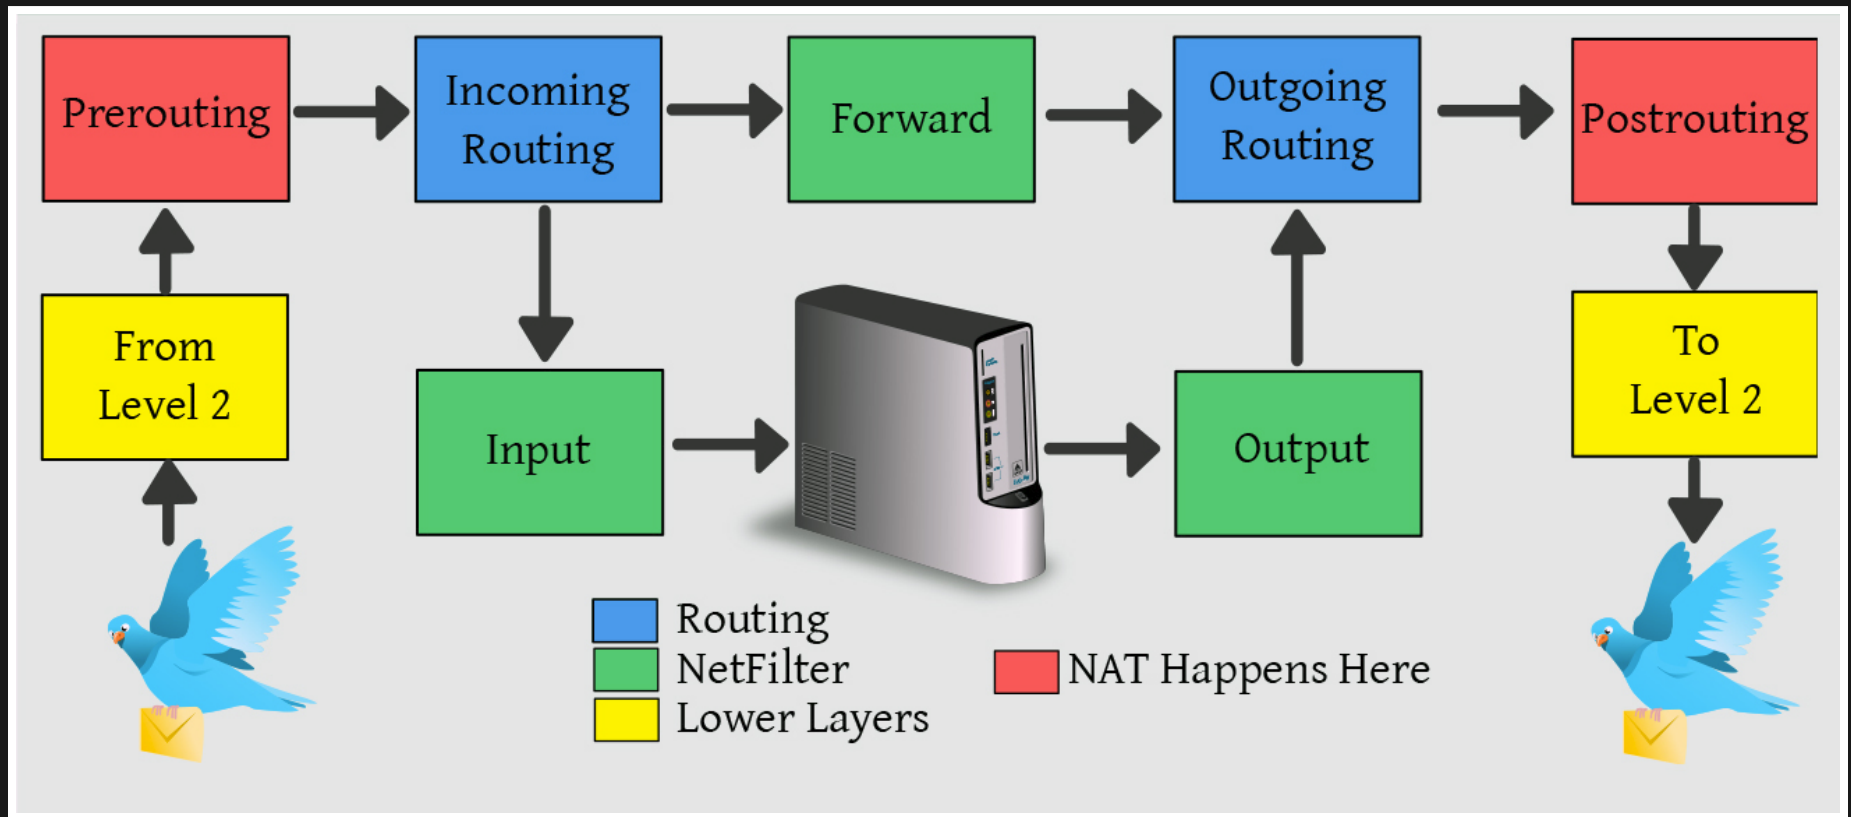 Prerouting
Incoming
Routing
Forward
Outgoing
Routing
Postrouting
From
Level 2
Input
Output
To
Level 2
Routing
NetFilter
Lower Layers
NAT Happens Here